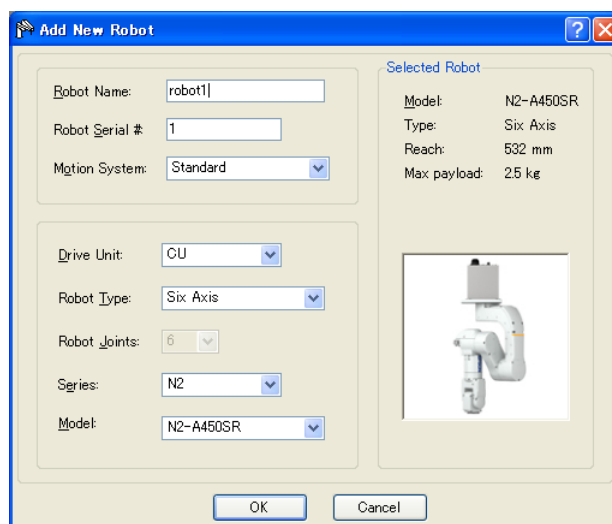 Add New Robot
Robot Name: robot1
Robot Serial #: 1
Motion System: Standard
Drive Unit: CU
Robot Type: Six Axis
Robot Joints: 6
Series: N2
Model: N2-A450SR
Selected Robot
Model: N2-A450SR
Type: Six Axis
Reach: 532 mm
Max payload: 2.5 kg
OK Cancel